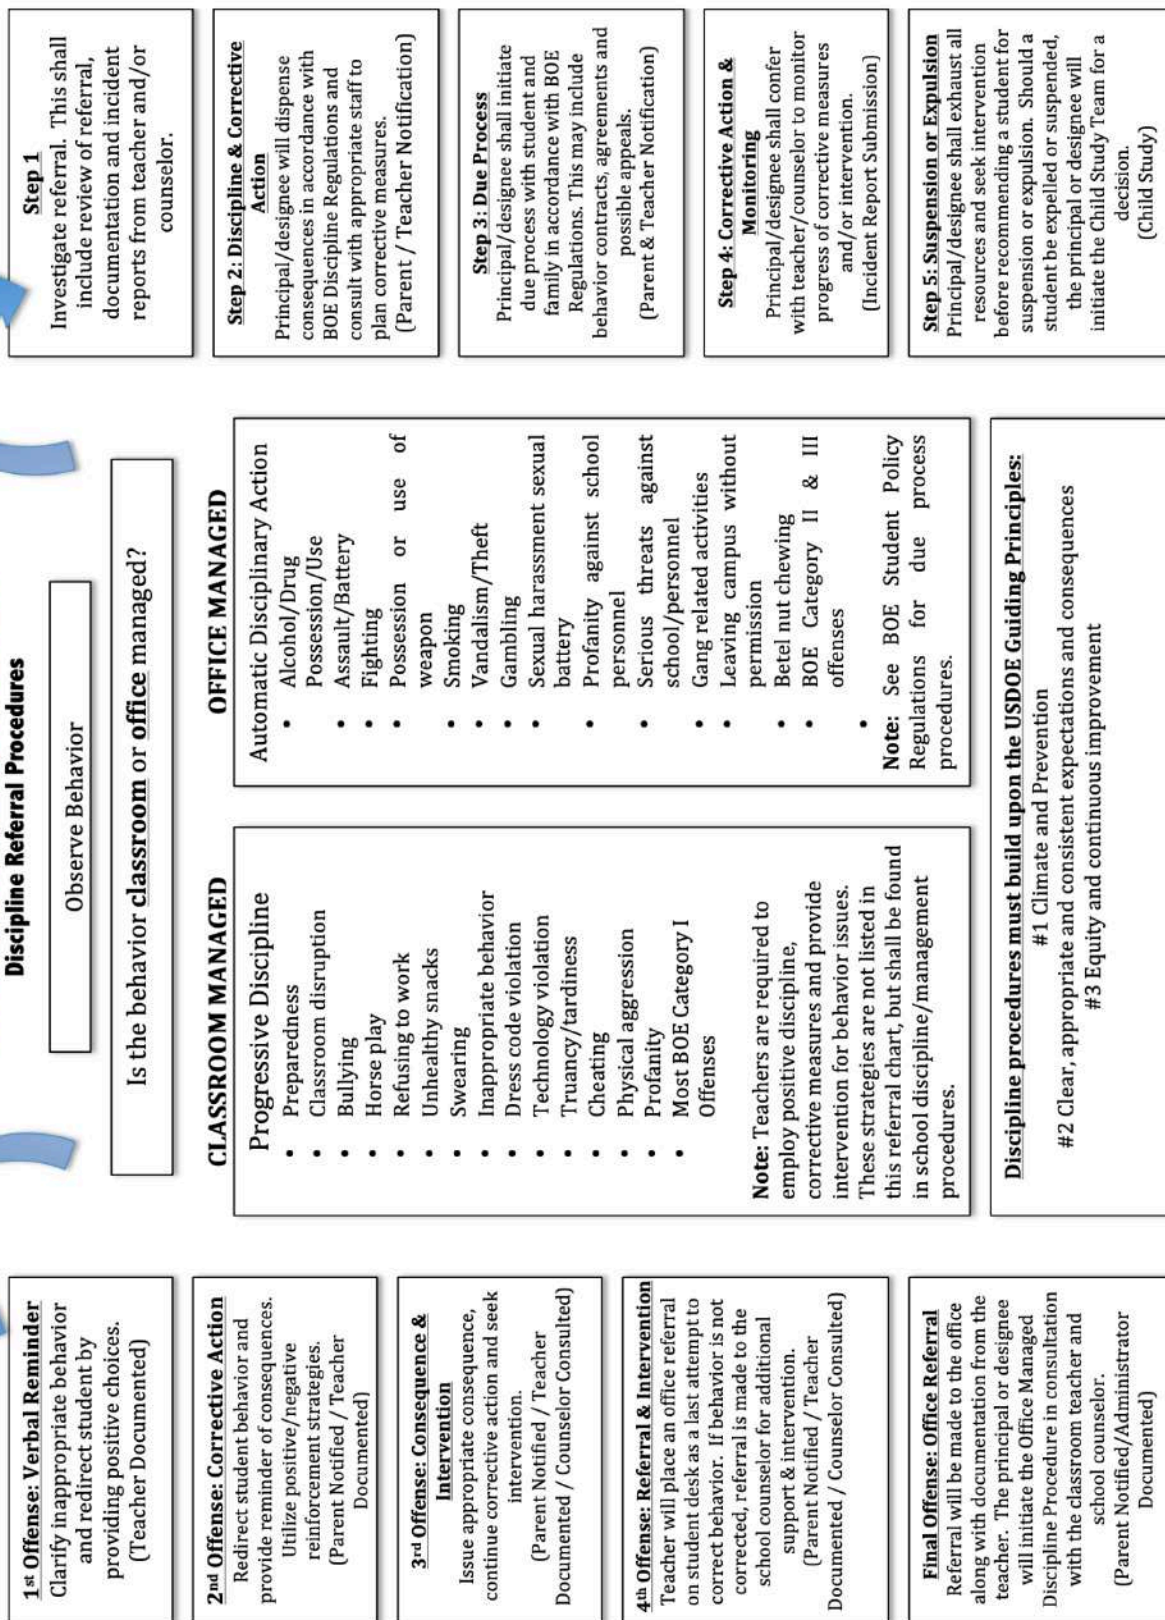 Discipline Referral Procedures
Observe Behavior
Is the behavior classroom or office managed?
1st Offense: Verbal Reminder
Clarify inappropriate behavior
and redirect student by
providing positive choices.
(Teacher Documented)
2nd Offense: Corrective Action
Redirect student behavior and
provide reminder of consequences.
Utilize positive/negative
reinforcement strategies.
(Parent Notified / Teacher
Documented)
3rd Offense: Consequence &
Intervention
Issue appropriate consequence,
continue corrective action and seek
intervention.
(Parent Notified / Teacher
Documented / Counselor Consulted)
4th Offense: Referral & Intervention
Teacher will place an office referral
on student desk as a last attempt to
correct behavior. If behavior is not
corrected, referral is made to the
school counselor for additional
support & intervention.
(Parent Notified / Teacher
Documented / Counselor Consulted)
Final Offense: Office Referral
Referral will be made to the office
along with documentation from the
teacher. The principal or designee
will initiate the Office Managed
Discipline Procedure in consultation
with the classroom teacher and
school counselor.
(Parent Notified/Administrator
Documented)
CLASSROOM MANAGED
Progressive Discipline
• Preparedness
• Classroom disruption
• Bullying
• Horse play
• Refusing to work
• Unhealthy snacks
• Swearing
• Inappropriate behavior
• Dress code violation
• Technology violation
• Truancy/tardiness
• Cheating
• Physical aggression
• Profanity
• Most BOE Category I
Offenses
Note: Teachers are required to
employ positive discipline,
corrective measures and provide
intervention for behavior issues.
These strategies are not listed in
this referral chart, but shall be found
in school discipline/management
procedures.
OFFICE MANAGED
Automatic Disciplinary Action
• Alcohol/Drug
Possession/Use
• Assault/Battery
• Fighting
• Possession or use of
weapon
• Smoking
• Vandalism/Theft
• Gambling
• Sexual harassment sexual
battery
• Profanity against school
personnel
• Serious threats against
school/personnel
• Gang related activities
• Leaving campus without
permission
• Betel nut chewing
• BOE Category II & III
offenses
•
Note: See BOE Student Policy
Regulations for due process
procedures.
Step 1
Investigate referral. This shall
include review of referral,
documentation and incident
reports from teacher and/or
counselor.
Step 2: Discipline & Corrective
Action
Principal/designee will dispense
consequences in accordance with
BOE Discipline Regulations and
consult with appropriate staff to
plan corrective measures.
(Parent / Teacher Notification)
Step 3: Due Process
Principal/designee shall initiate
due process with student and
family in accordance with BOE
Regulations. This may include
behavior contracts, agreements and
possible appeals.
(Parent & Teacher Notification)
Step 4: Corrective Action &
Monitoring
Principal/designee shall confer
with teacher/counselor to monitor
progress of corrective measures
and/or intervention.
(Incident Report Submission)
Step 5: Suspension or Expulsion
Principal/designee shall exhaust all
resources and seek intervention
before recommending a student for
suspension or expulsion. Should a
student be expelled or suspended,
the principal or designee will
initiate the Child Study Team for a
decision.
(Child Study)
Discipline procedures must build upon the USDOE Guiding Principles:
#1 Climate and Prevention
#2 Clear, appropriate and consistent expectations and consequences
#3 Equity and continuous improvement